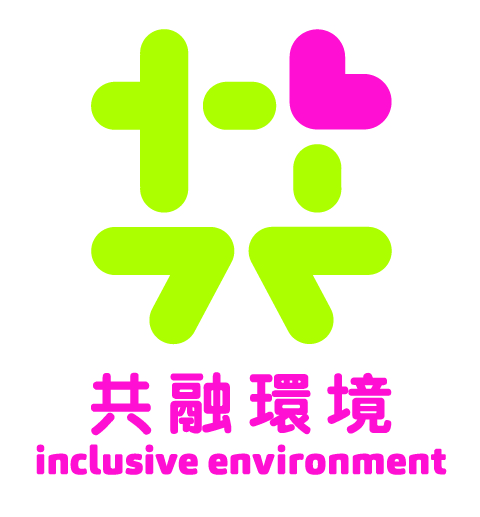 共融環境
inclusive environment